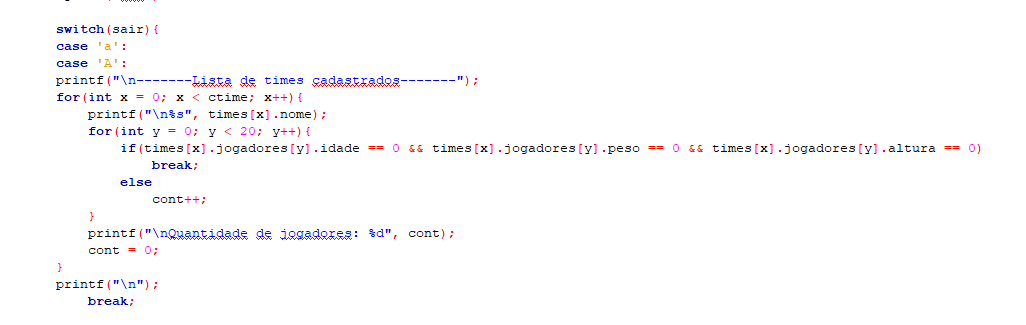 switch(sair){
case 'a':
case 'A':
printf("\n-------Lista de times cadastrados-------");
for(int x = 0; x < ctime; x++){
    printf("\n%s", times[x].nome);
    for(int y = 0; y < 20; y++){
        if(times[x].jogadores[y].idade == 0 && times[x].jogadores[y].peso == 0 && times[x].jogadores[y].altura == 0)
            break;
        else
            cont++;
    }
    printf("\nQuantidade de jogadores: %d", cont);
    cont = 0;
}
printf("\n");
    break;